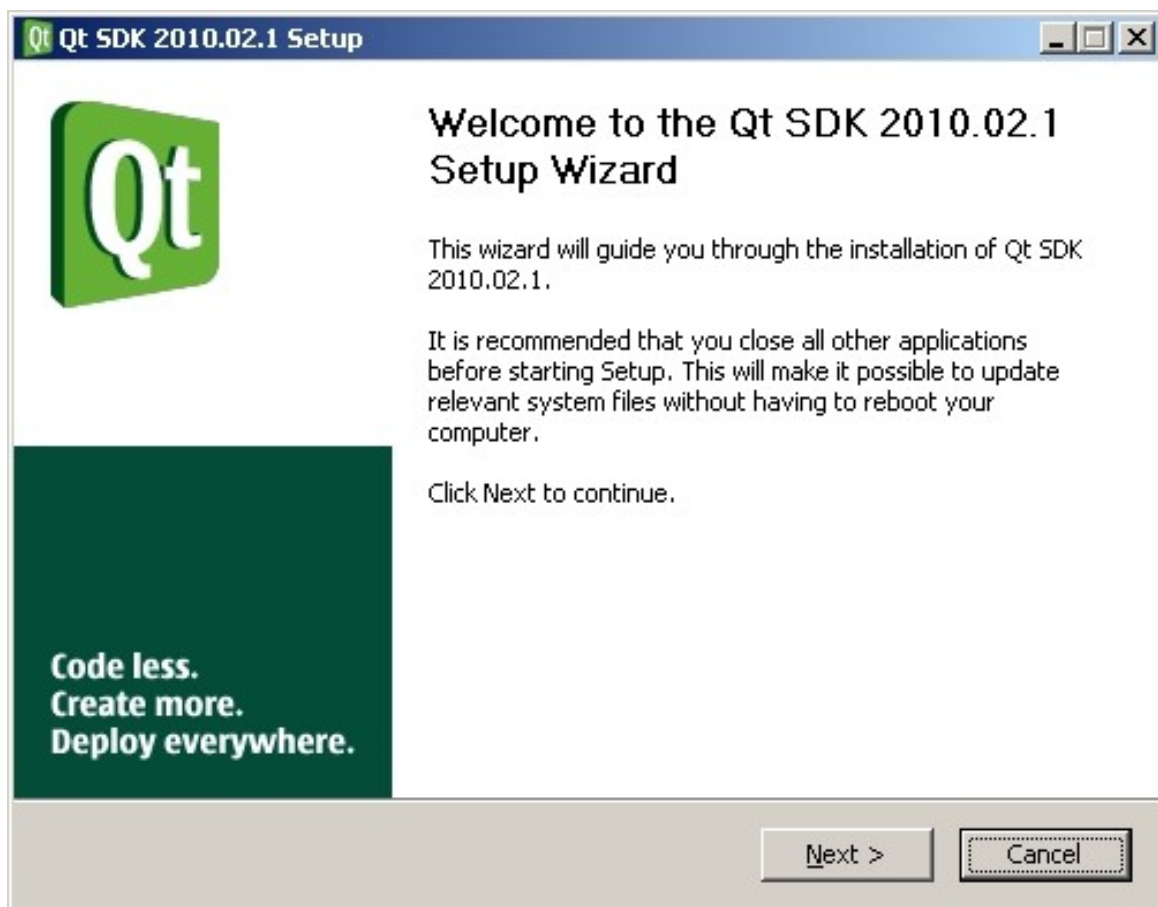 Qt Qt SDK 2010.02.1 Setup
Qt
Welcome to the Qt SDK 2010.02.1
Setup Wizard
This wizard will guide you through the installation of Qt SDK
2010.02.1.
It is recommended that you close all other applications
before starting Setup. This will make it possible to update
relevant system files without having to reboot your
computer.
Click Next to continue.
Code less.
Create more.
Deploy everywhere.
Next >
Cancel